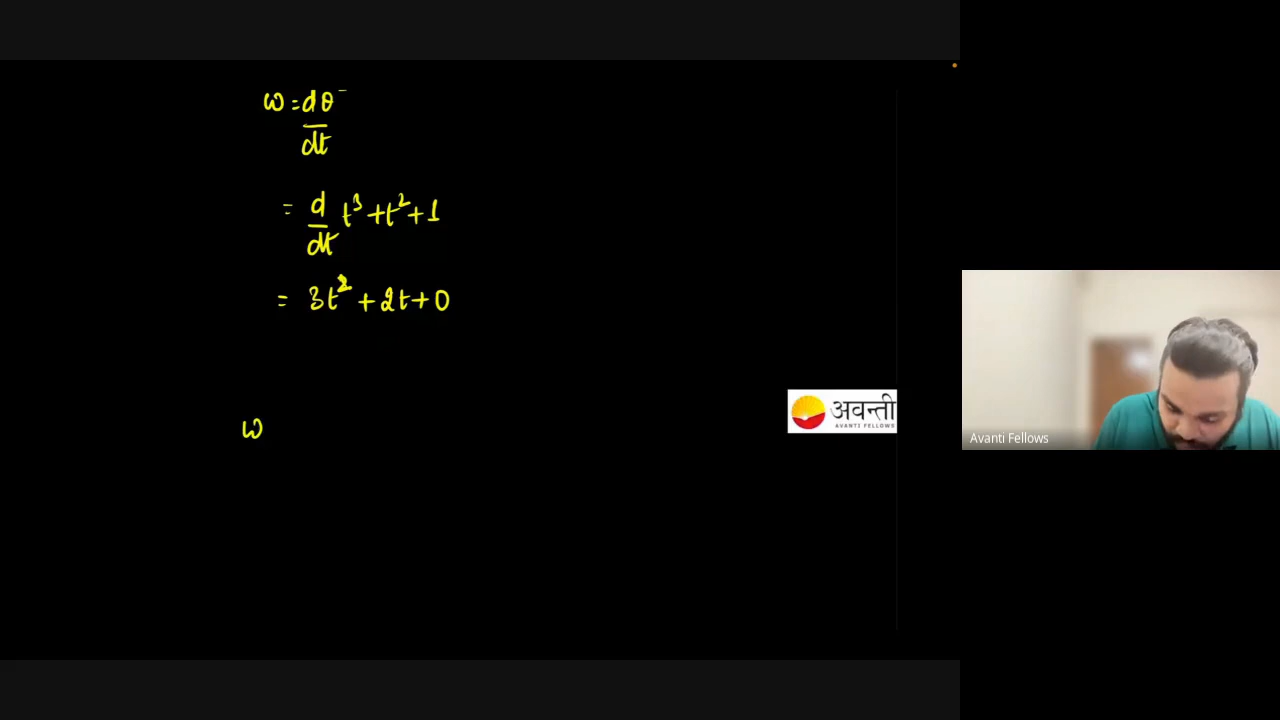 ω = dθ
dt
= d/dt t³ + t² + 1
= 3t² + 2t + 0
ω
अवन्ती
AVANTI FELLOWS
Avanti Fellows